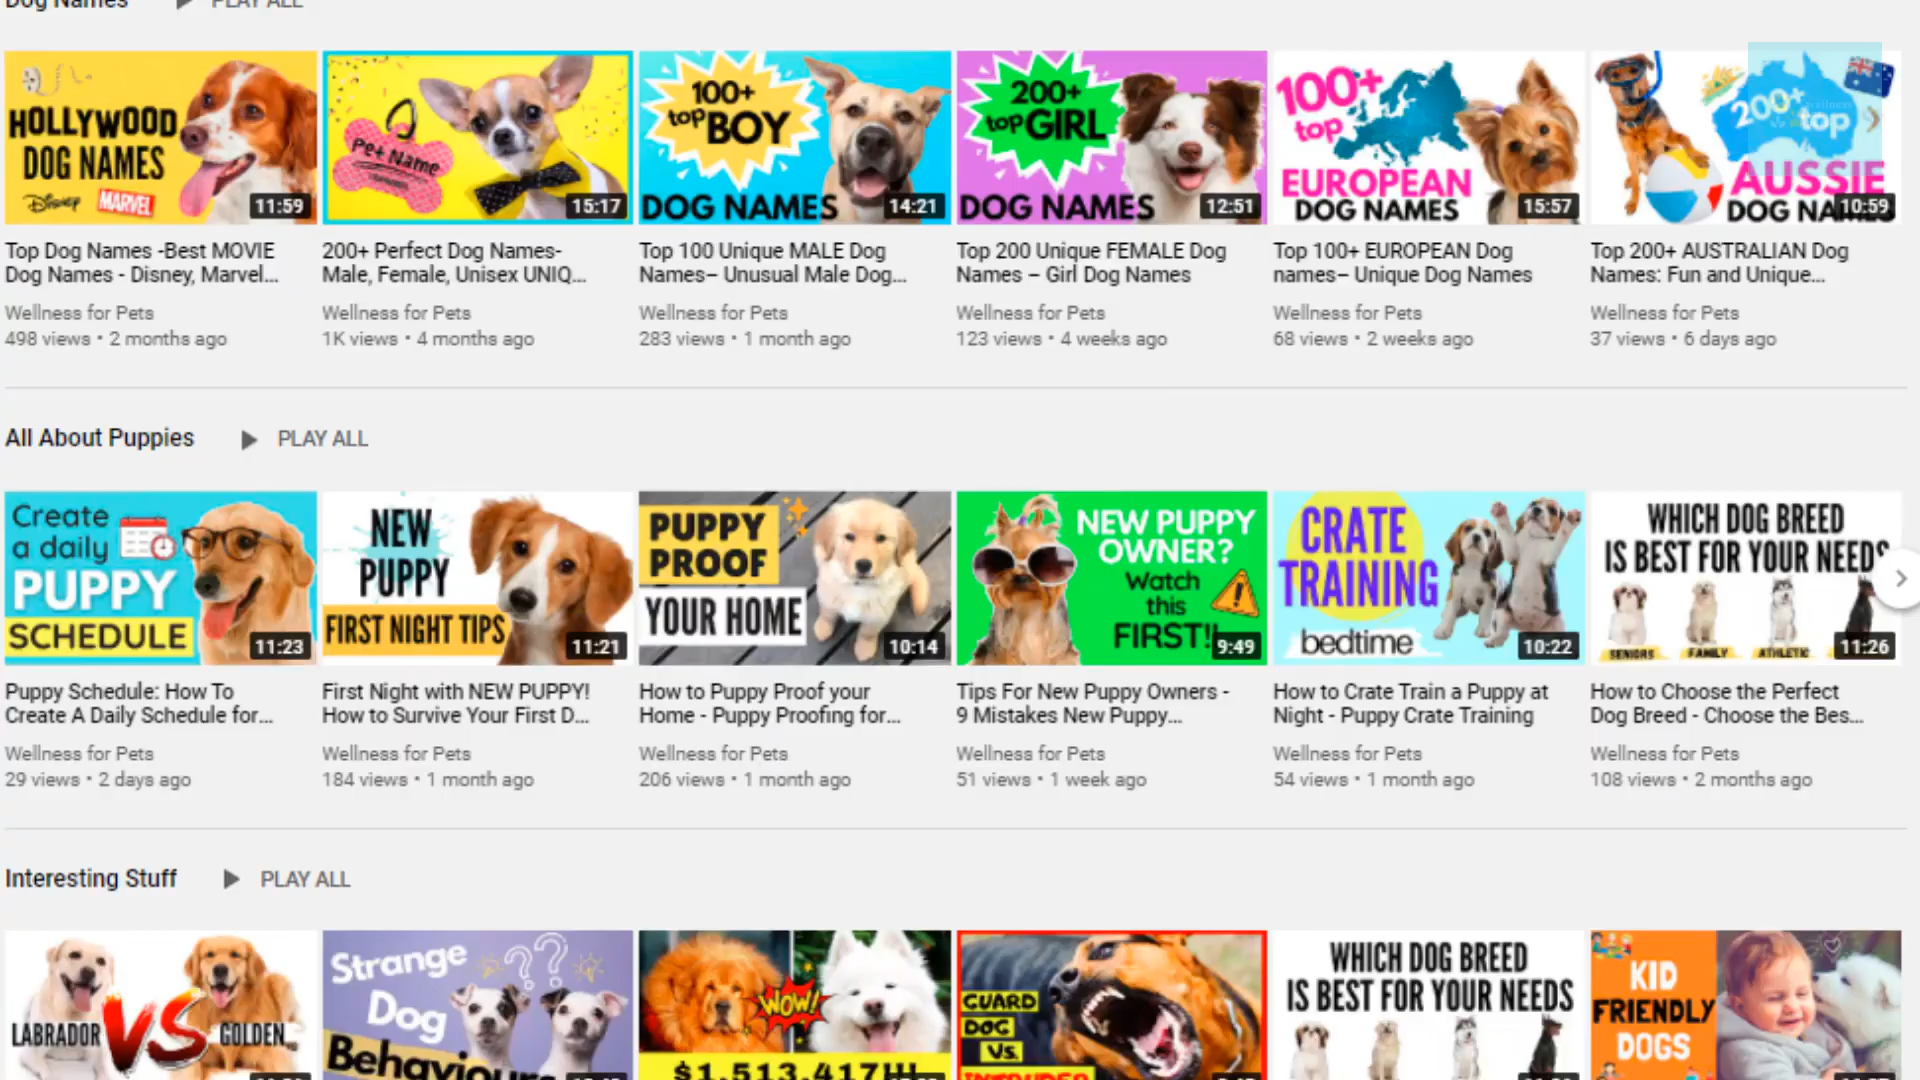 Dog Names PLAY ALL
HOLLYWOOD
DOG NAMES
Disney MARVEL
11:59
Pet Name
15:17
100+
top BOY
DOG NAMES
14:21
200+
top GIRL
DOG NAMES
12:51
100+
top
EUROPEAN
DOG NAMES
15:57
200+
top
AUSSIE
DOG NAMES
10:59
Top Dog Names -Best MOVIE
Dog Names - Disney, Marvel...
Wellness for Pets
498 views • 2 months ago
200+ Perfect Dog Names-
Male, Female, Unisex UNIQ...
Wellness for Pets
1K views • 4 months ago
Top 100 Unique MALE Dog
Names– Unusual Male Dog...
Wellness for Pets
283 views • 1 month ago
Top 200 Unique FEMALE Dog
Names – Girl Dog Names
Wellness for Pets
123 views • 4 weeks ago
Top 100+ EUROPEAN Dog
names– Unique Dog Names
Wellness for Pets
68 views • 2 weeks ago
Top 200+ AUSTRALIAN Dog
Names: Fun and Unique...
Wellness for Pets
37 views • 6 days ago
All About Puppies PLAY ALL
Create
a daily
PUPPY
SCHEDULE
11:23
NEW
PUPPY
FIRST NIGHT TIPS
11:21
PUPPY
PROOF
YOUR HOME
10:14
NEW PUPPY
OWNER?
Watch
this
FIRST!!
9:49
CRATE
TRAINING
bedtime
10:22
WHICH DOG BREED
IS BEST FOR YOUR NEEDS
SENIORS FAMILY ATHLETIC
11:26
Puppy Schedule: How To
Create A Daily Schedule for...
Wellness for Pets
29 views • 2 days ago
First Night with NEW PUPPY!
How to Survive Your First D...
Wellness for Pets
184 views • 1 month ago
How to Puppy Proof your
Home - Puppy Proofing for...
Wellness for Pets
206 views • 1 month ago
Tips For New Puppy Owners -
9 Mistakes New Puppy...
Wellness for Pets
51 views • 1 week ago
How to Crate Train a Puppy at
Night - Puppy Crate Training
Wellness for Pets
54 views • 1 month ago
How to Choose the Perfect
Dog Breed - Choose the Bes...
Wellness for Pets
108 views • 2 months ago
Interesting Stuff PLAY ALL
LABRADOR VS GOLDEN
Strange
Dog
Behaviours
WOW!
$1,513,417!!!
GUARD
DOG
Vs.
INTRUDER
WHICH DOG BREED
IS BEST FOR YOUR NEEDS
KID
FRIENDLY
DOGS